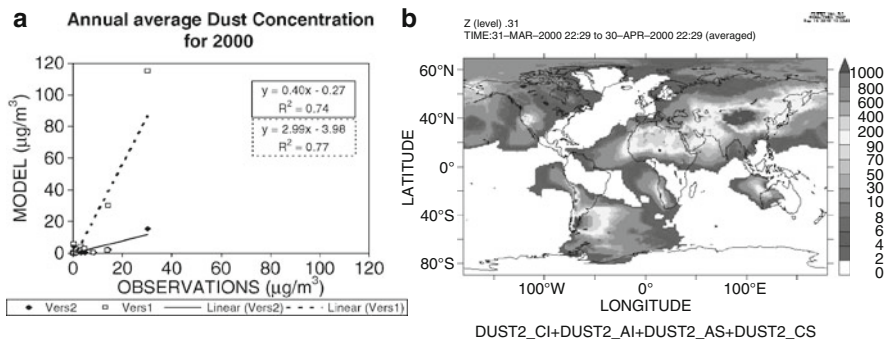 a
Annual average Dust Concentration
for 2000
MODEL (µg/m³)
120
100
80
60
40
20
0
y = 0.40x - 0.27
R² = 0.74
y = 2.99x - 3.98
R² = 0.77
0 20 40 60 80 100 120
OBSERVATIONS (µg/m³)
Vers2 Vers1 Linear (Vers2) Linear (Vers1)
b
Z (level) .31
TIME:31–MAR–2000 22:29 to 30–APR–2000 22:29 (averaged)
LATITUDE
60°N
40°N
0°
40°S
80°S
100°W 0° 100°E
LONGITUDE
1000
800
600
400
200
90
70
50
30
10
8
6
4
2
0
DUST2_CI+DUST2_AI+DUST2_AS+DUST2_CS